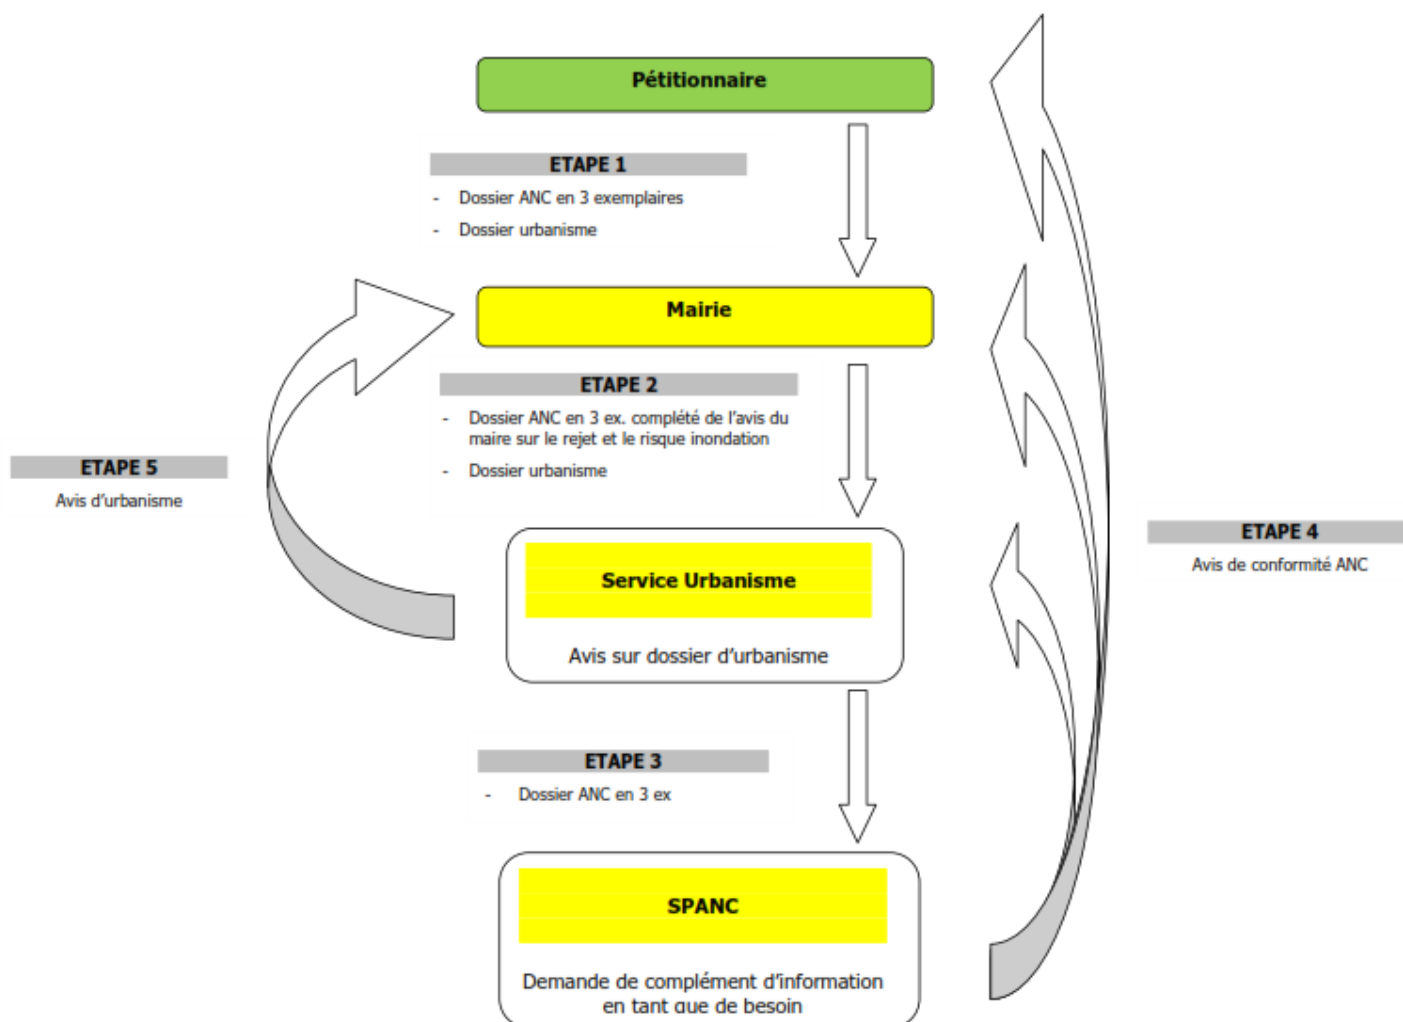 Pétitionnaire
ETAPE 1
- Dossier ANC en 3 exemplaires
- Dossier urbanisme
Mairie
ETAPE 2
- Dossier ANC en 3 ex. complété de l'avis du
maire sur le rejet et le risque inondation
- Dossier urbanisme
ETAPE 5
Avis d'urbanisme
Service Urbanisme
Avis sur dossier d'urbanisme
ETAPE 4
Avis de conformité ANC
ETAPE 3
- Dossier ANC en 3 ex
SPANC
Demande de complément d'information
en tant que de besoin